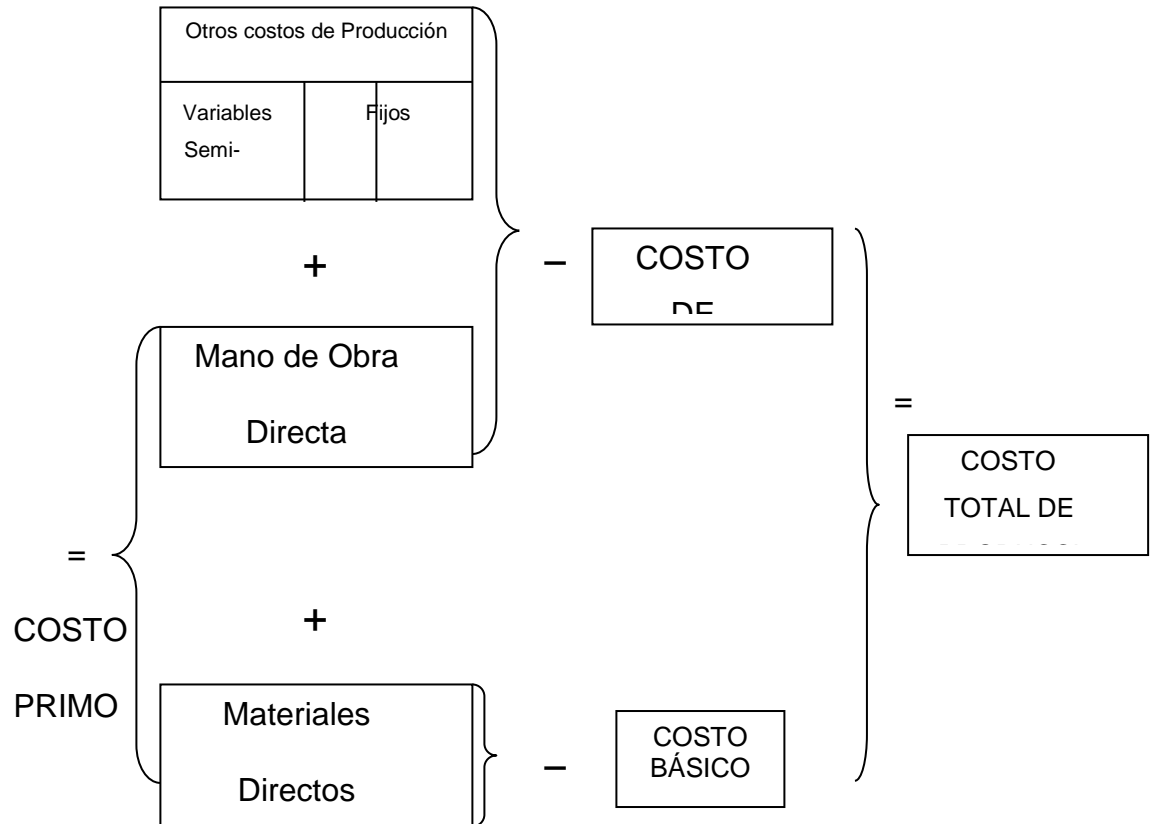 Otros costos de Producción
Variables Fijos
Semi-
+
– COSTO
DE
Mano de Obra
Directa
=
COSTO
TOTAL DE
=
COSTO
PRIMO
+
Materiales
Directos
– COSTO
BÁSICO